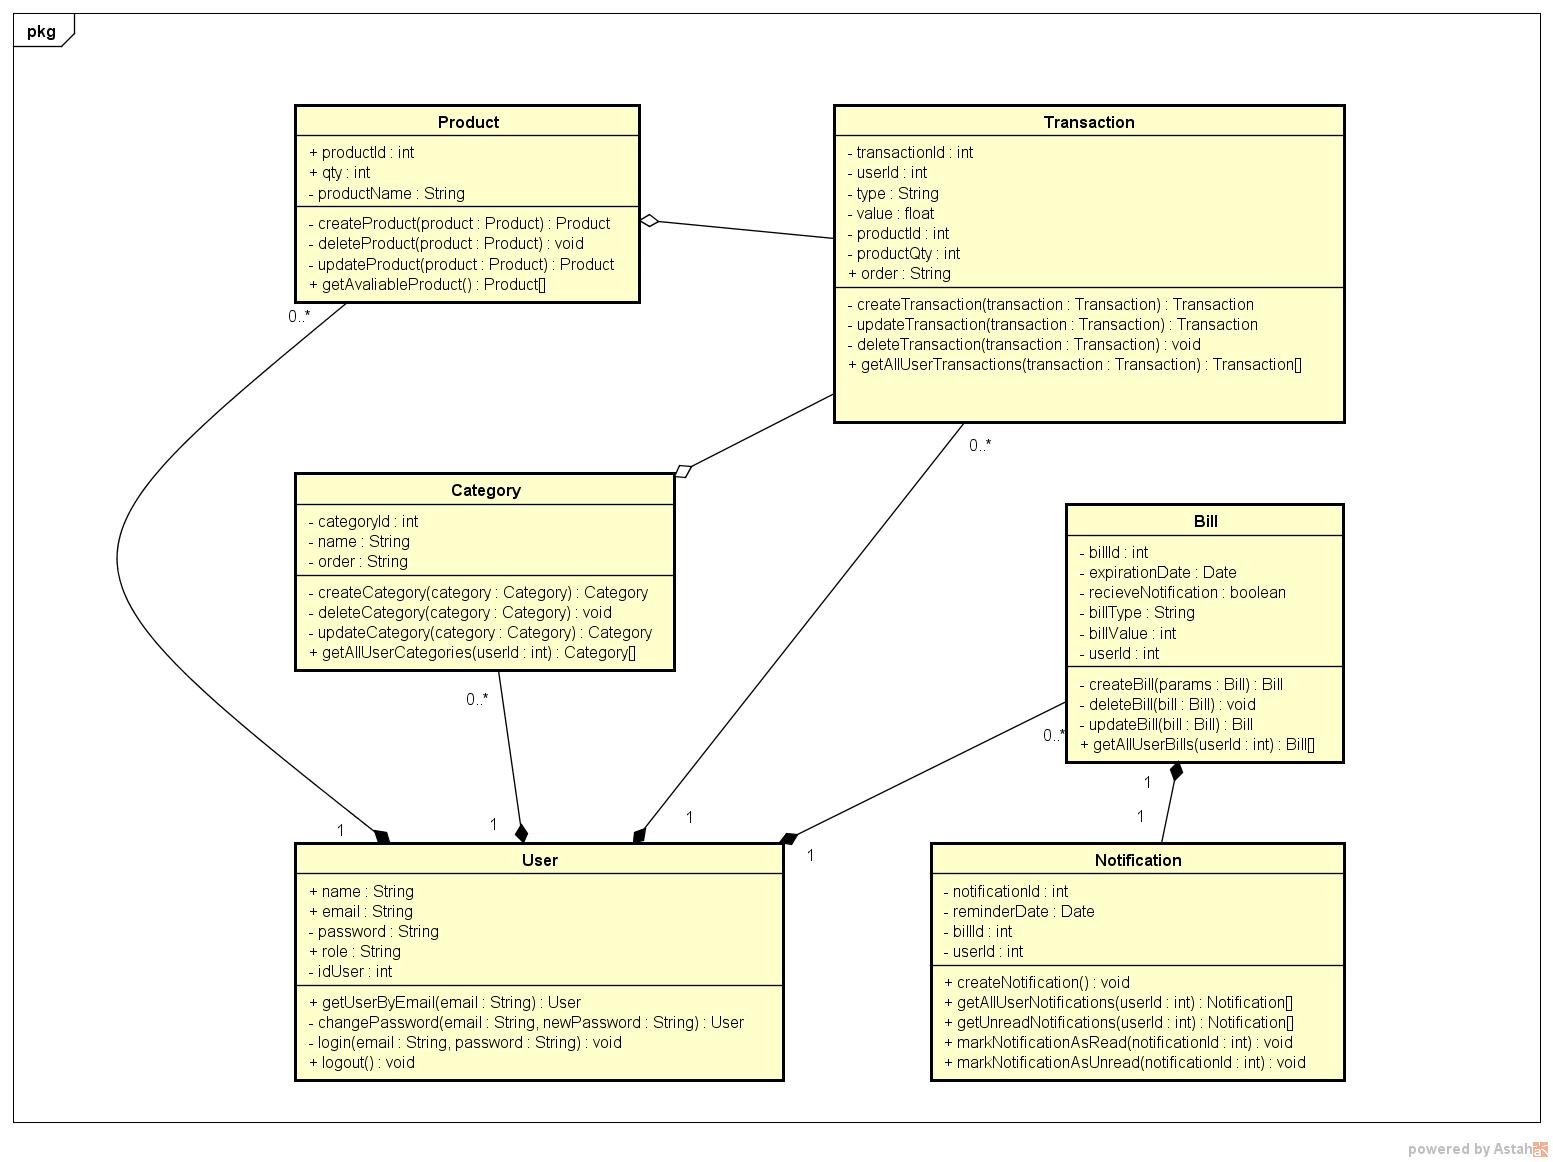 pkg
Product
+ productId : int
+ qty : int
- productName : String
- createProduct(product : Product) : Product
- deleteProduct(product : Product) : void
- updateProduct(product : Product) : Product
+ getAvaliableProduct() : Product[]
0..*
Transaction
- transactionId : int
- userId : int
- type : String
- value : float
- productId : int
- productQty : int
+ order : String
- createTransaction(transaction : Transaction) : Transaction
- updateTransaction(transaction : Transaction) : Transaction
- deleteTransaction(transaction : Transaction) : void
+ getAllUserTransactions(transaction : Transaction) : Transaction[]
0..*
Category
- categoryId : int
- name : String
- order : String
- createCategory(category : Category) : Category
- deleteCategory(category : Category) : void
- updateCategory(category : Category) : Category
+ getAllUserCategories(userId : int) : Category[]
0..*
Bill
- billId : int
- expirationDate : Date
- recieveNotification : boolean
- billType : String
- billValue : int
- userId : int
- createBill(params : Bill) : Bill
- deleteBill(bill : Bill) : void
- updateBill(bill : Bill) : Bill
+ getAllUserBills(userId : int) : Bill[]
0..*
1
1
1
1
1
1
User
+ name : String
+ email : String
- password : String
+ role : String
- idUser : int
+ getUserByEmail(email : String) : User
- changePassword(email : String, newPassword : String) : User
- login(email : String, password : String) : void
+ logout() : void
Notification
- notificationId : int
- reminderDate : Date
- billId : int
- userId : int
+ createNotification() : void
+ getAllUserNotifications(userId : int) : Notification[]
+ getUnreadNotifications(userId : int) : Notification[]
+ markNotificationAsRead(notificationId : int) : void
+ markNotificationAsUnread(notificationId : int) : void
powered by Astah